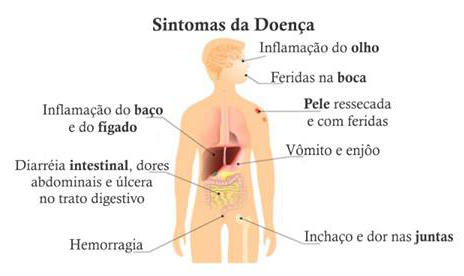 Sintomas da Doença
Inflamação do olho
Feridas na boca
Pele ressecada
e com feridas
Inflamação do baço
e do fígado
Vômito e enjôo
Diarréia intestinal, dores
abdominais e úlcera
no trato digestivo
Inchaço e dor nas juntas
Hemorragia